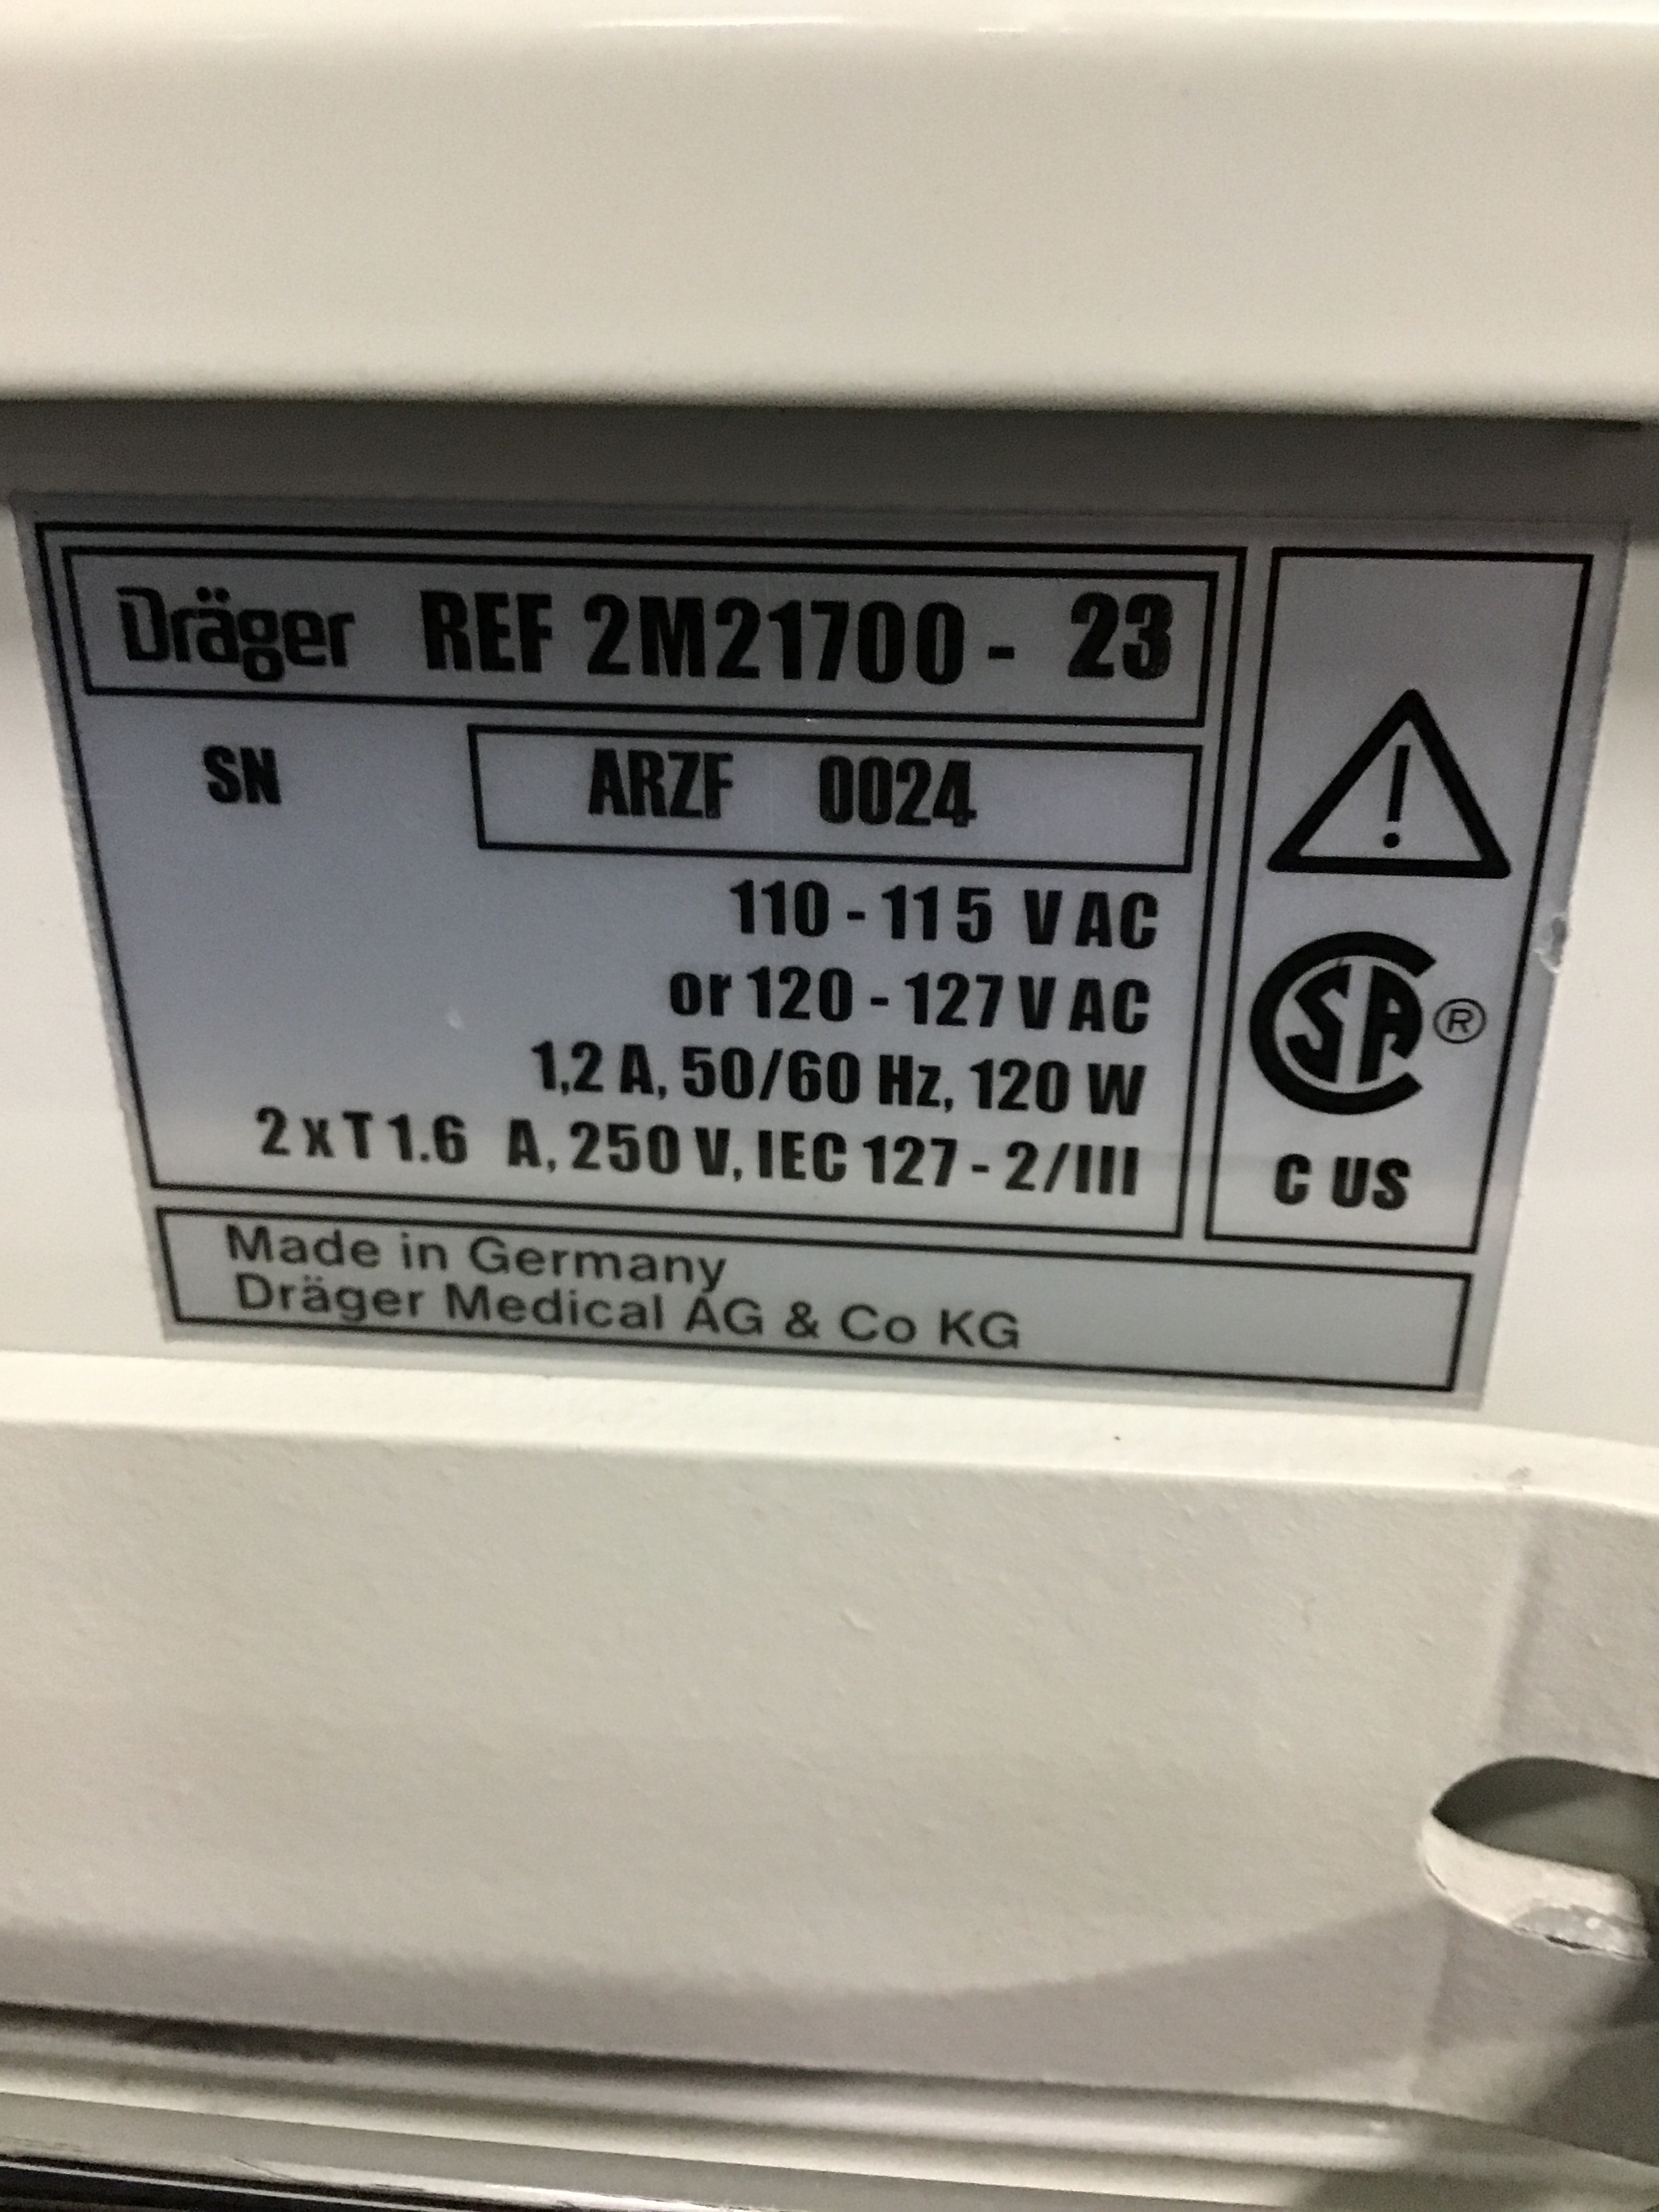 Dräger REF 2M21700 - 23
SN ARZF 0024
110 - 115 V AC
or 120 - 127 V AC
1,2 A, 50/60 Hz, 120 W
2 x T 1.6 A, 250 V, IEC 127 - 2/III
Made in Germany
Dräger Medical AG & Co KG
!
CSA ®
C US